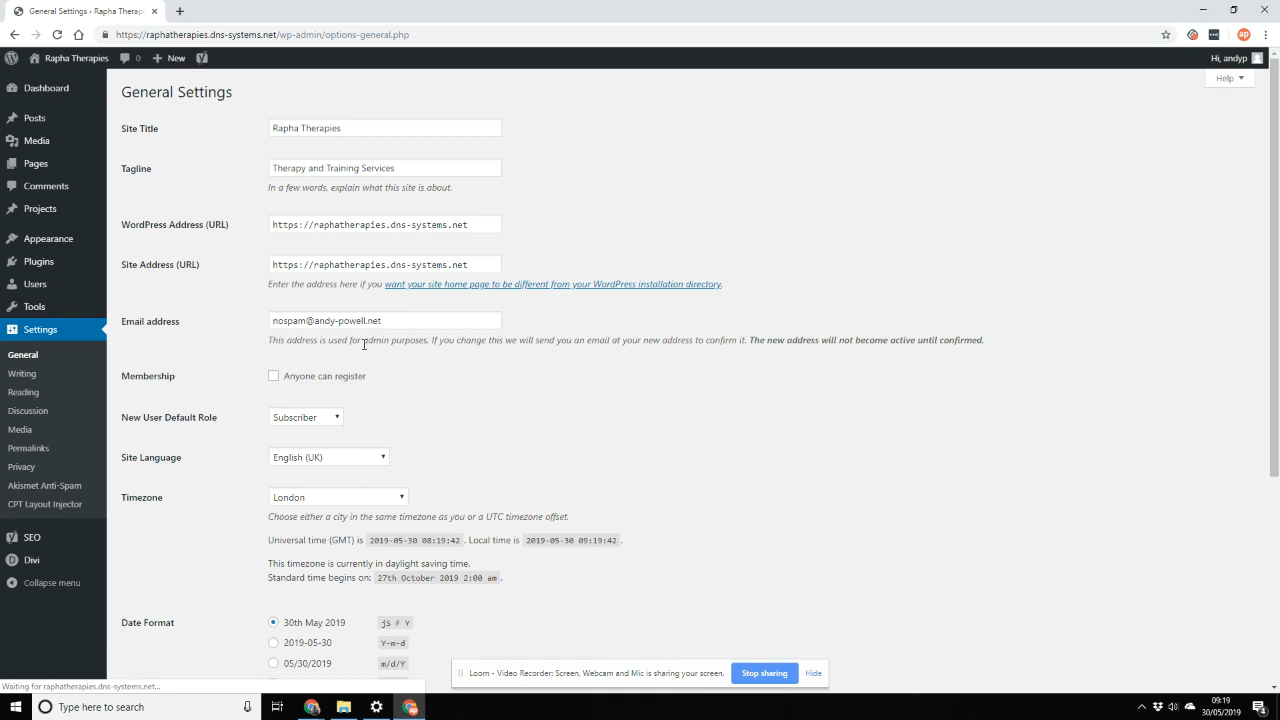 General Settings ‹ Rapha Therap
https://raphatherapies.dns-systems.net/wp-admin/options-general.php
Rapha Therapies 0 New Hi, andyp
Help
Dashboard
Posts
Media
Pages
Comments
Projects
Appearance
Plugins
Users
Tools
Settings
General
Writing
Reading
Discussion
Media
Permalinks
Privacy
Akismet Anti-Spam
CPT Layout Injector
SEO
Divi
Collapse menu
General Settings
Site Title Rapha Therapies
Tagline Therapy and Training Services
In a few words, explain what this site is about.
WordPress Address (URL) https://raphatherapies.dns-systems.net
Site Address (URL) https://raphatherapies.dns-systems.net
Enter the address here if you want your site home page to be different from your WordPress installation directory.
Email address nospam@andy-powell.net
This address is used for admin purposes. If you change this we will send you an email at your new address to confirm it. The new address will not become active until confirmed.
Membership Anyone can register
New User Default Role Subscriber
Site Language English (UK)
Timezone London
Choose either a city in the same timezone as you or a UTC timezone offset.
Universal time (GMT) is 2019-05-30 08:19:42 . Local time is 2019-05-30 09:19:42 .
This timezone is currently in daylight saving time.
Standard time begins on: 27th October 2019 2:00 am .
Date Format 30th May 2019 jS F Y
2019-05-30 Y-m-d
05/30/2019 m/d/Y
Loom - Video Recorder: Screen, Webcam and Mic is sharing your screen. Stop sharing Hide
Waiting for raphatherapies.dns-systems.net...
Type here to search
09:19
30/05/2019
4